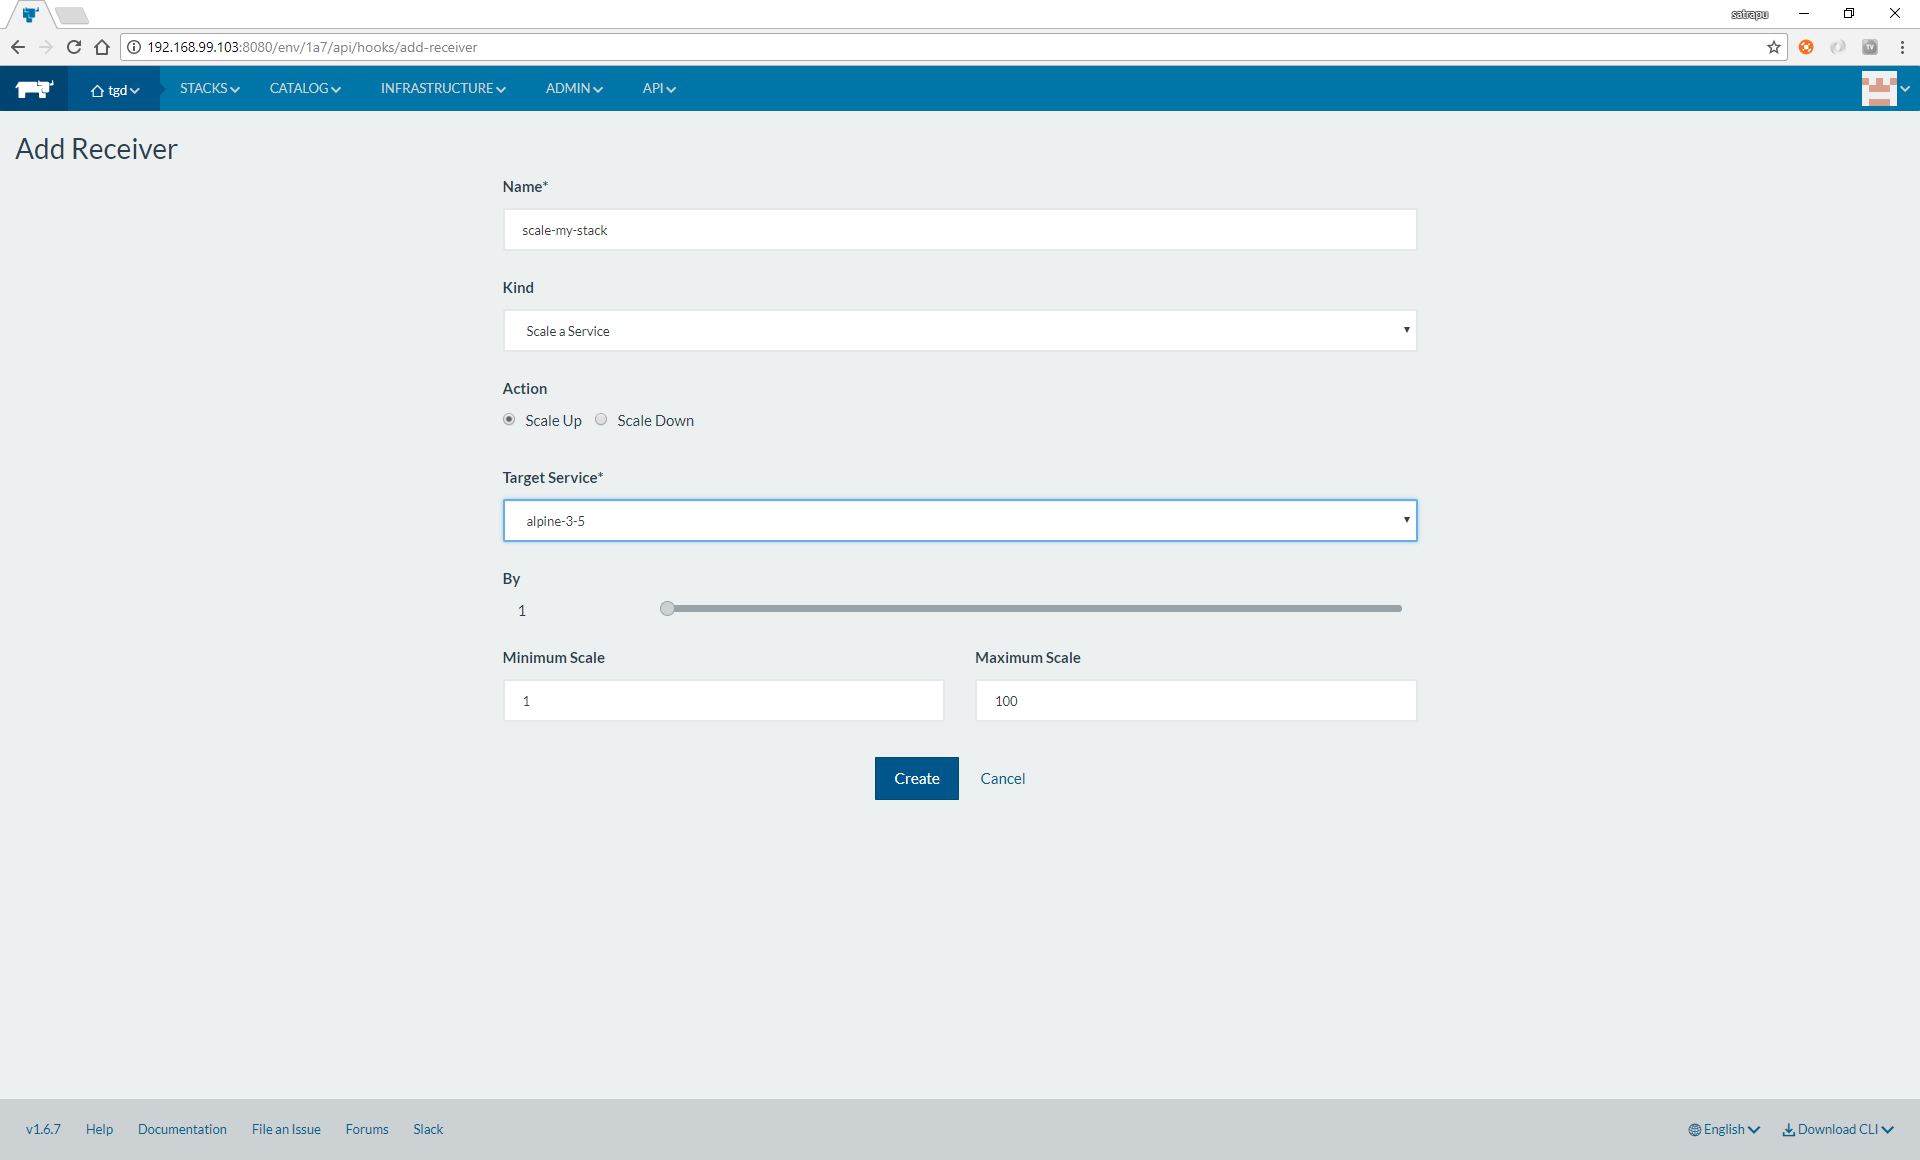 satrapu
192.168.99.103:8080/env/1a7/api/hooks/add-receiver
TV
tgd
STACKS
CATALOG
INFRASTRUCTURE
ADMIN
API
Add Receiver
Name*
scale-my-stack
Kind
Scale a Service
Action
Scale Up
Scale Down
Target Service*
alpine-3-5
By
1
Minimum Scale
Maximum Scale
1
100
Create
Cancel
v1.6.7
Help
Documentation
File an Issue
Forums
Slack
English
Download CLI